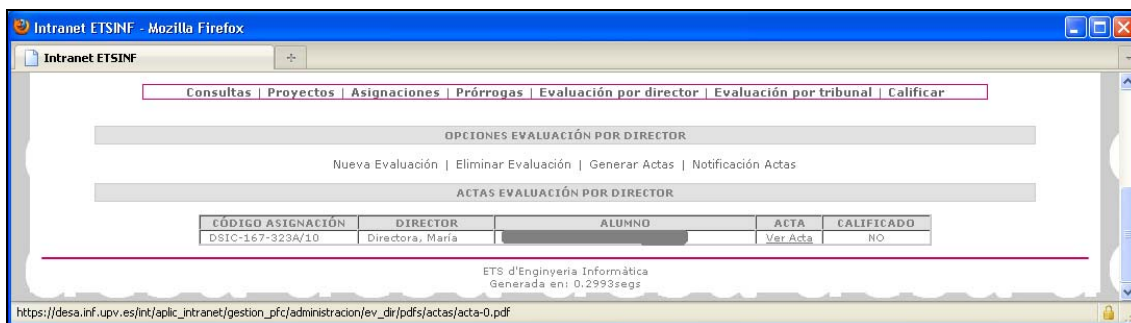 Intranet ETSINF - Mozilla Firefox
Intranet ETSINF
Consultas | Proyectos | Asignaciones | Prórrogas | Evaluación por director | Evaluación por tribunal | Calificar
OPCIONES EVALUACIÓN POR DIRECTOR
Nueva Evaluación | Eliminar Evaluación | Generar Actas | Notificación Actas
ACTAS EVALUACIÓN POR DIRECTOR
CÓDIGO ASIGNACIÓN DIRECTOR ALUMNO ACTA CALIFICADO
DSIC-167-323A/10 Directora, María Ver Acta NO
ETS d'Enginyeria Informàtica
Generada en: 0.2993segs
https://desa.inf.upv.es/int/aplic_intranet/gestion_pfc/administracion/ev_dir/pdfs/actas/acta-0.pdf